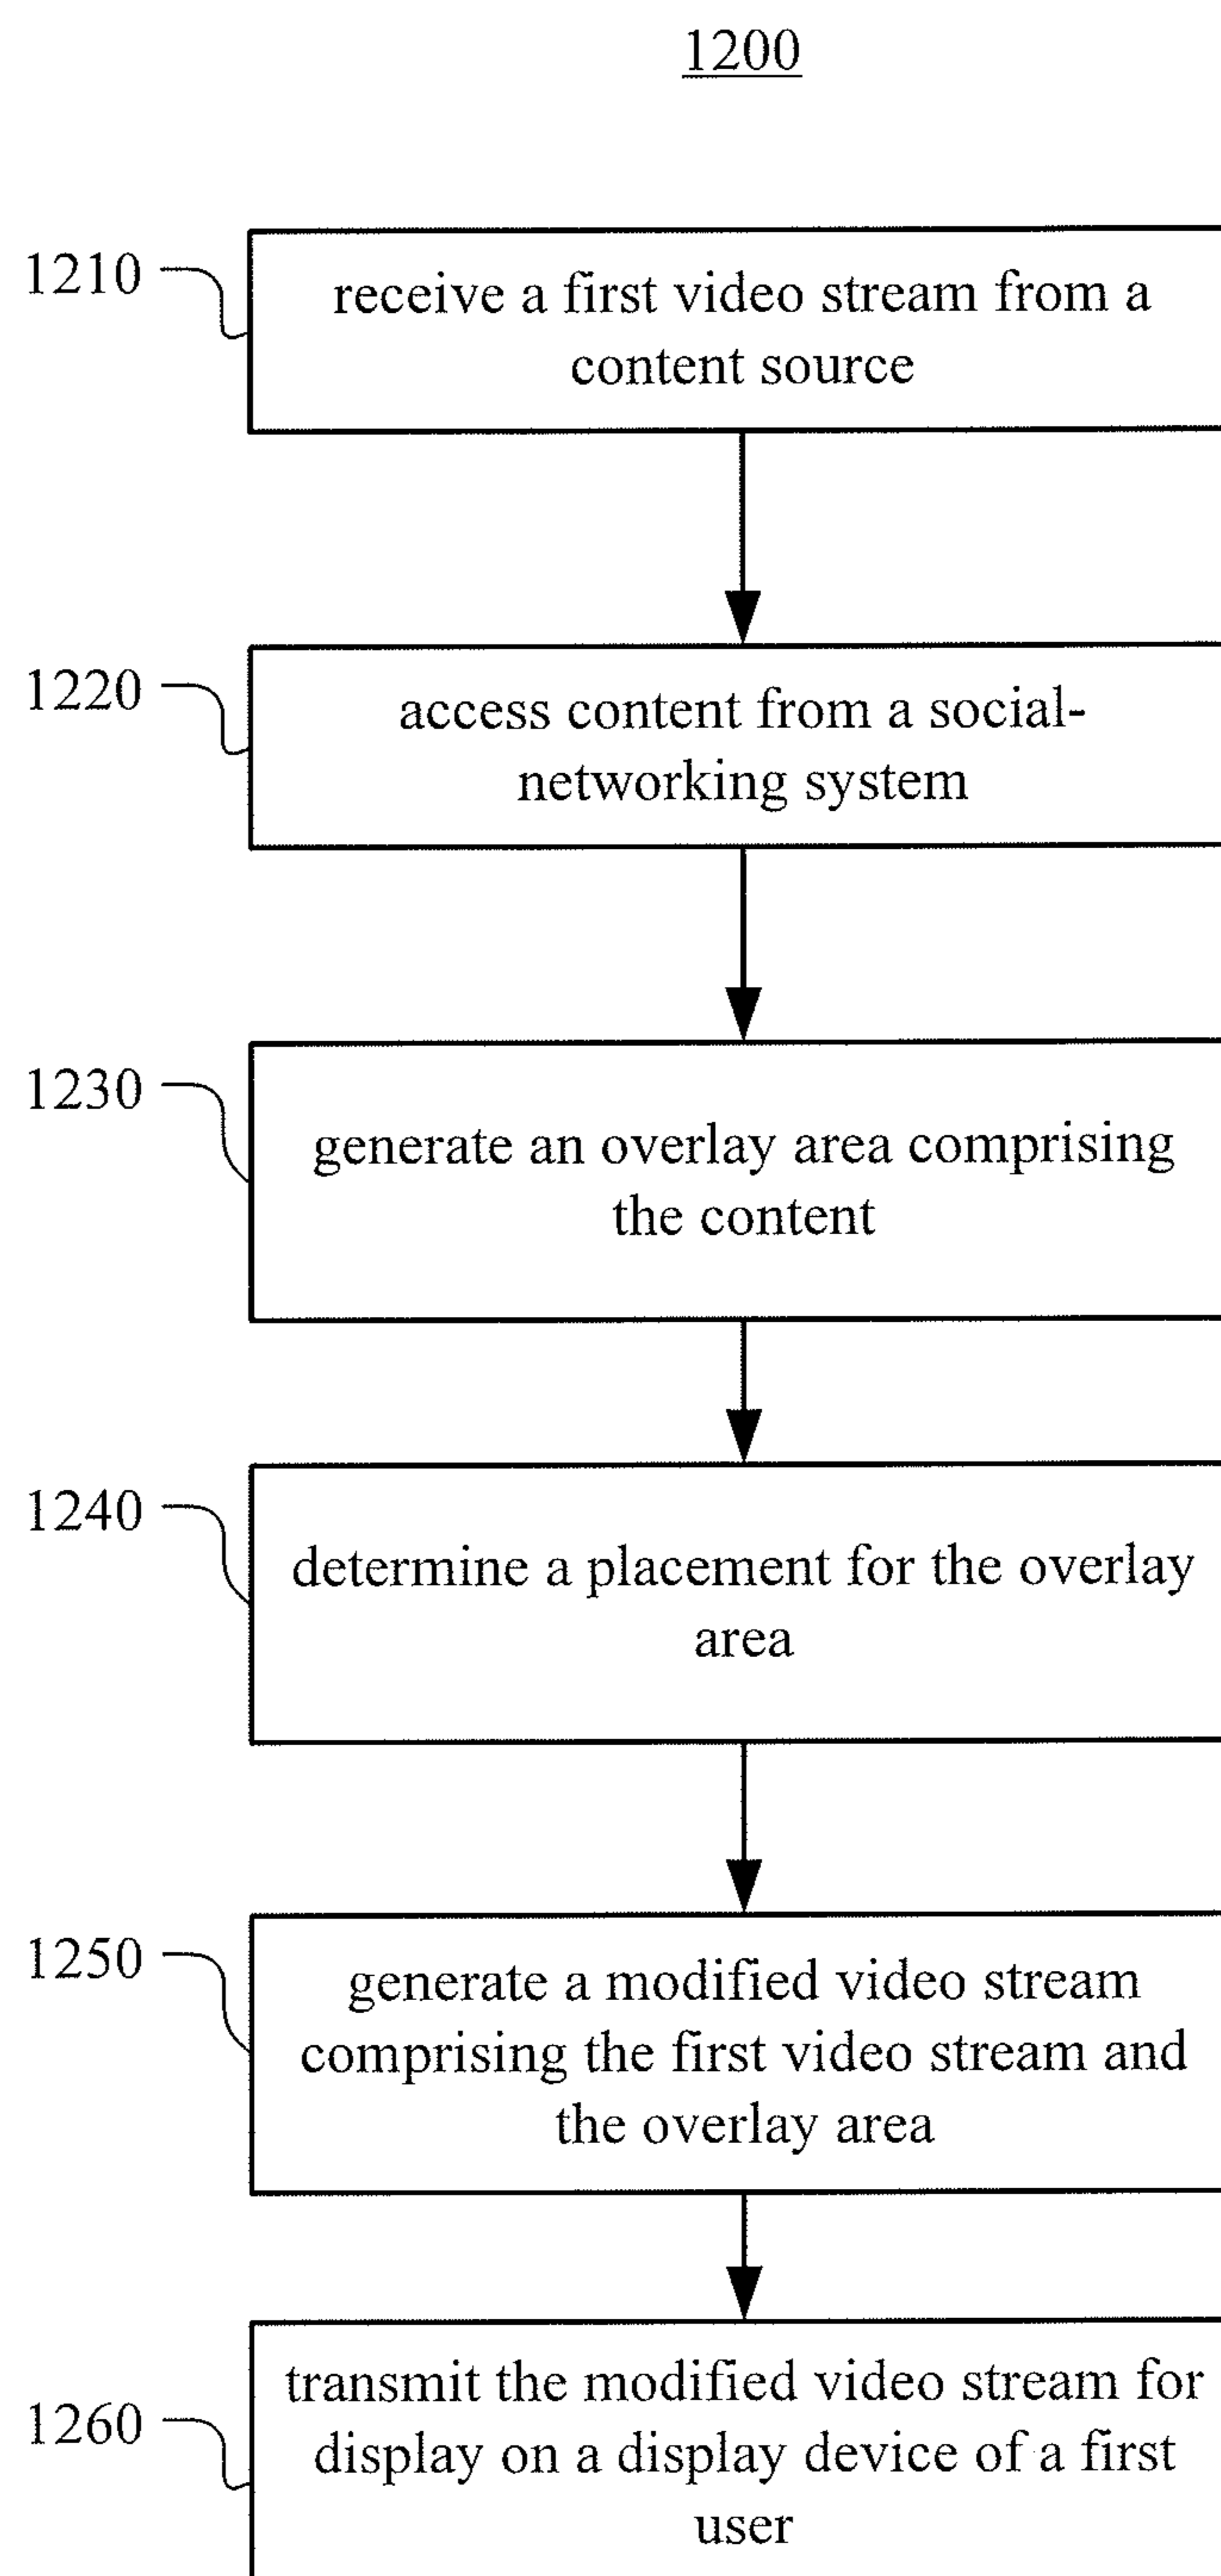 1200
1210
receive a first video stream from a
content source
1220
access content from a social-
networking system
1230
generate an overlay area comprising
the content
1240
determine a placement for the overlay
area
1250
generate a modified video stream
comprising the first video stream and
the overlay area
1260
transmit the modified video stream for
display on a display device of a first
user